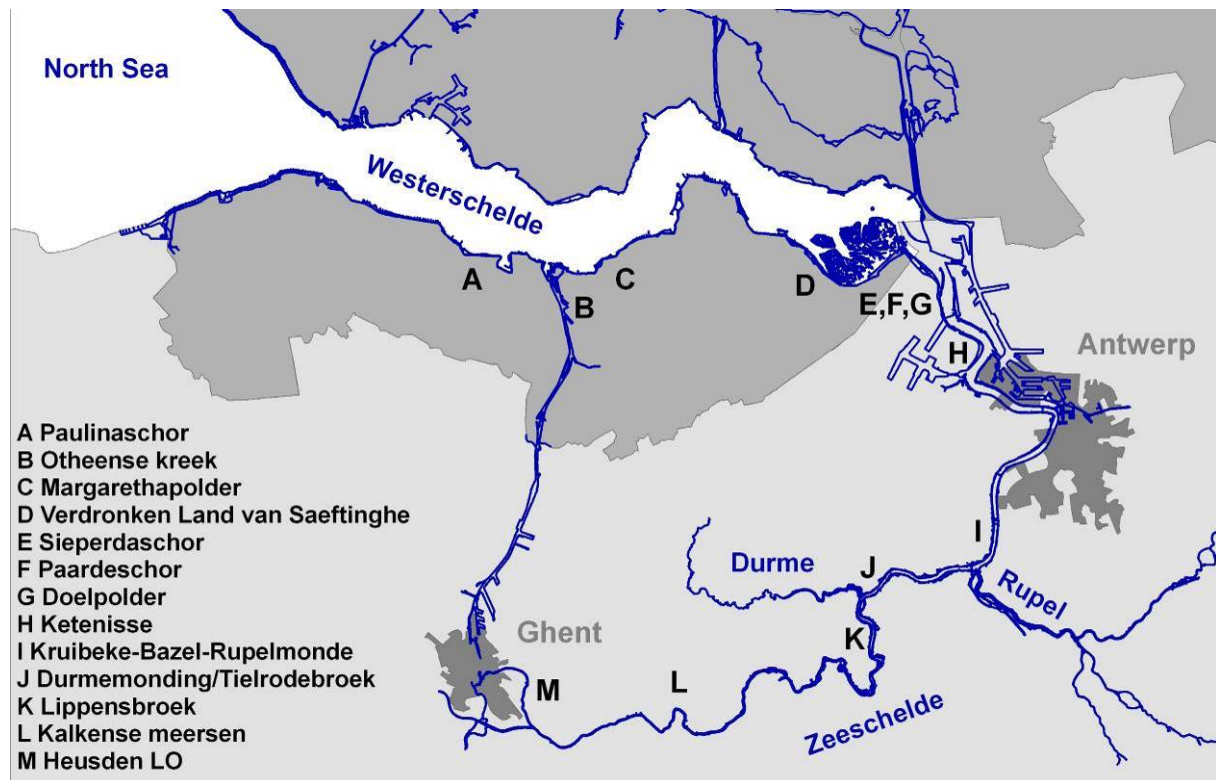 North Sea
Westerschelde
A
B
C
D
E,F,G
H
Antwerp
A Paulinaschor
B Otheense kreek
C Margarethapolder
D Verdronken Land van Saeftinghe
E Sieperdaschor
F Paardeschor
G Doelpolder
H Ketenisse
I Kruibeke-Bazel-Rupelmonde
J Durmemonding/Tielrodebroek
K Lippensbroek
L Kalkense meersen
M Heusden LO
I
Durme
J
Rupel
Ghent
K
M
L
Zeeschelde